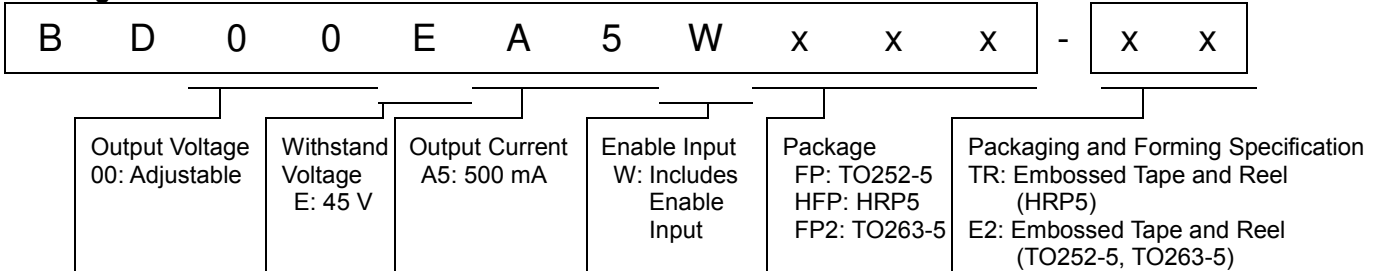 B D 0 0 E A 5 W x x x - x x
Output Voltage
00: Adjustable
Withstand
Voltage
E: 45 V
Output Current
A5: 500 mA
Enable Input
W: Includes
Enable
Input
Package
FP: TO252-5
HFP: HRP5
FP2: TO263-5
Packaging and Forming Specification
TR: Embossed Tape and Reel
(HRP5)
E2: Embossed Tape and Reel
(TO252-5, TO263-5)